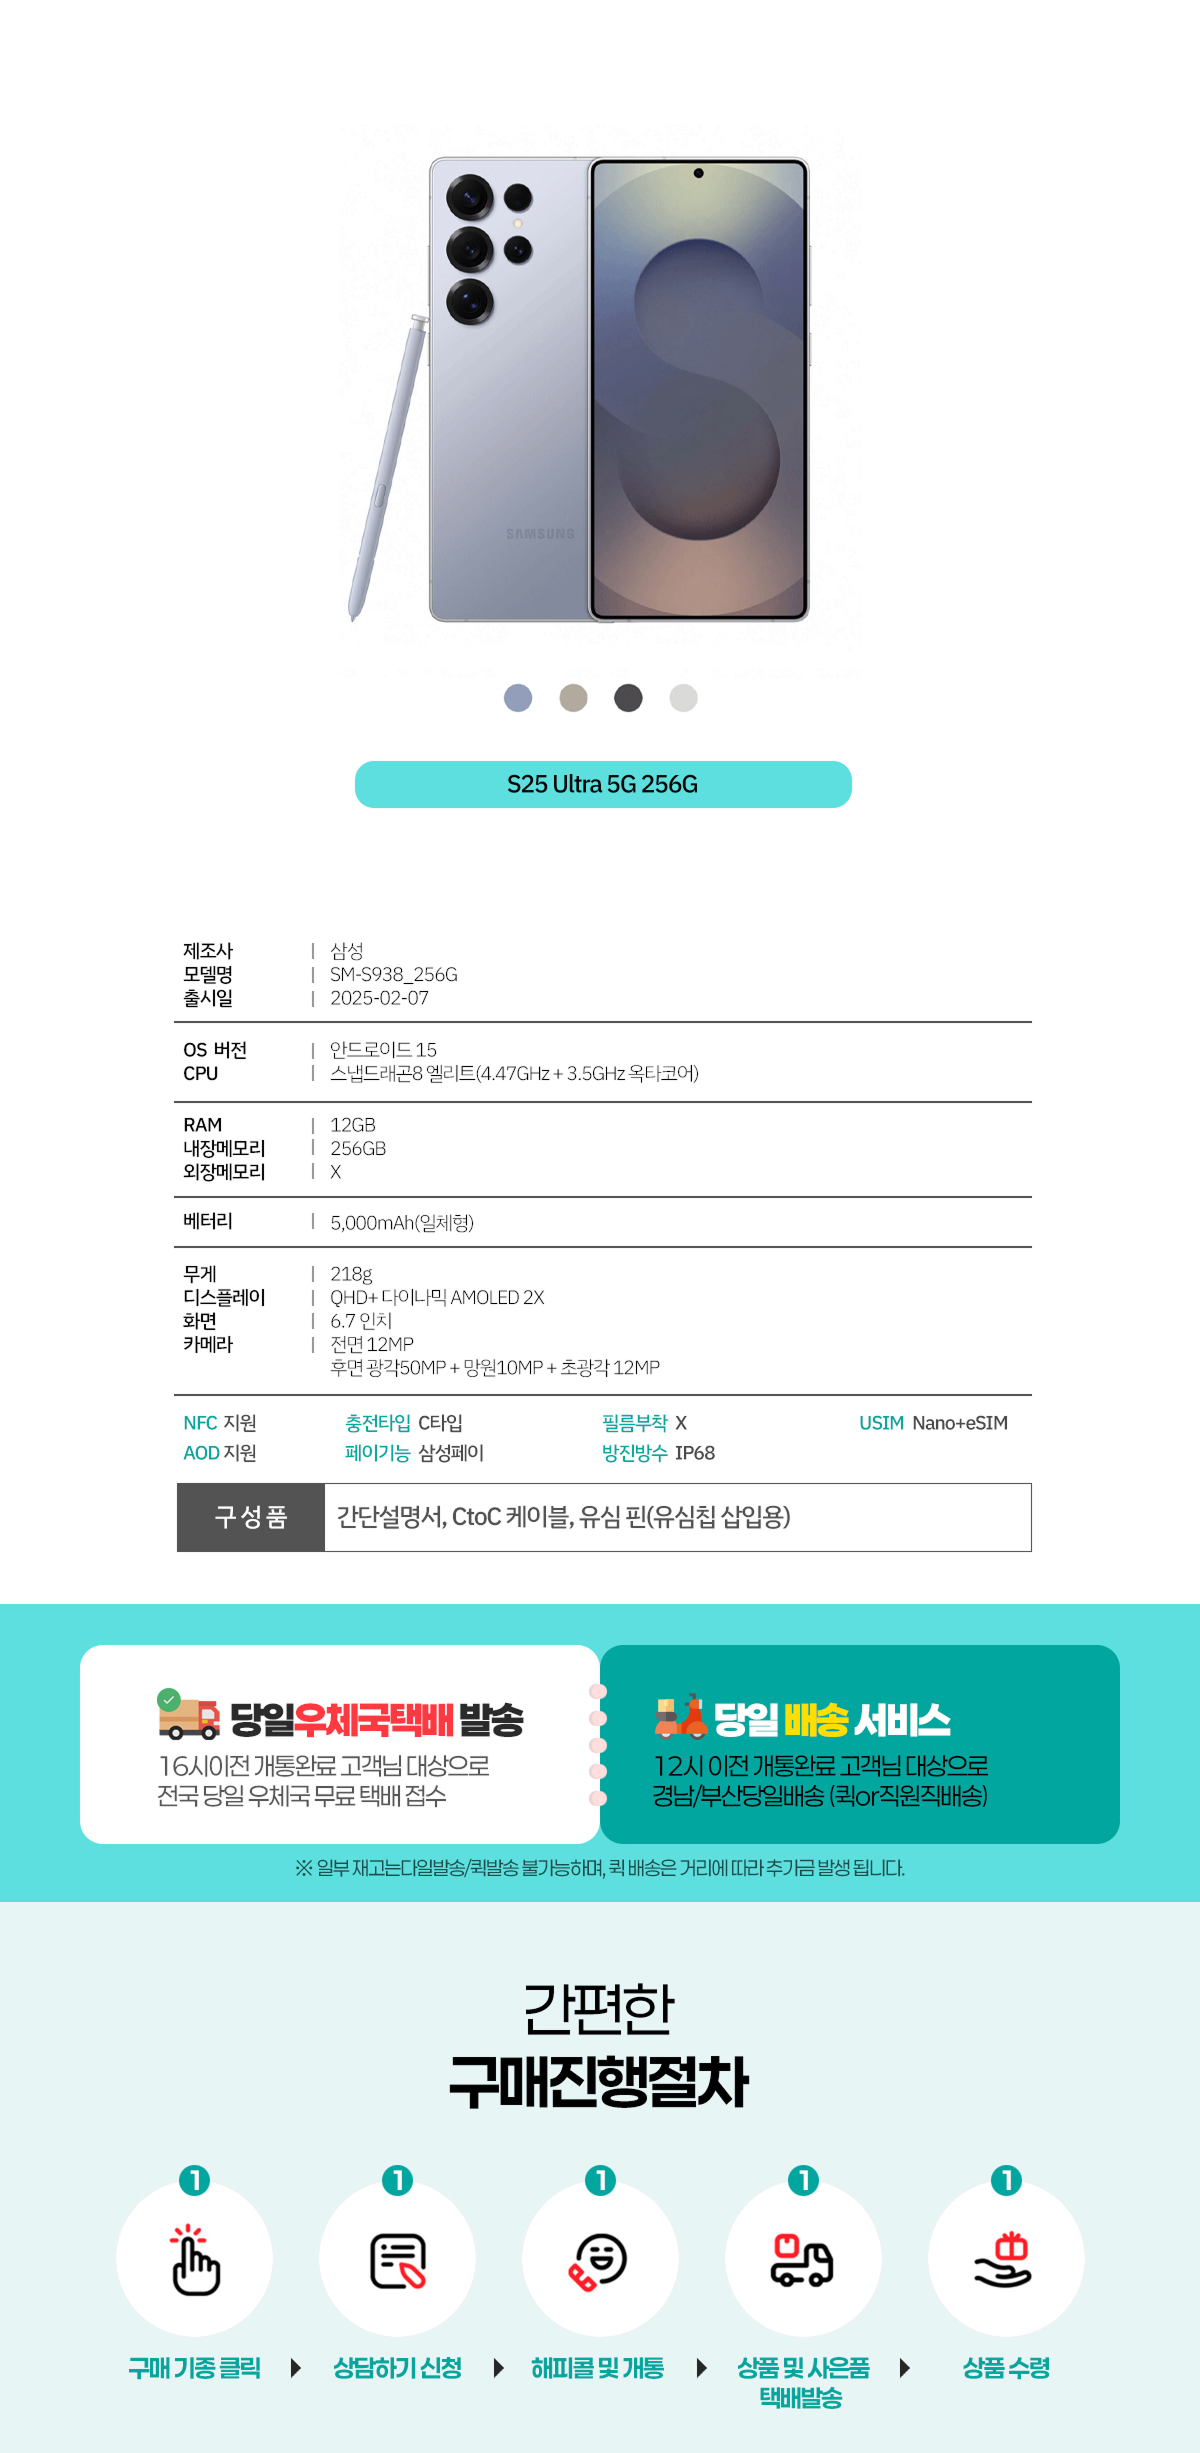 SAMSUNG
S25 Ultra 5G 256G
제조사 | 삼성
모델명 | SM-S938_256G
출시일 | 2025-02-07
OS 버전 | 안드로이드 15
CPU | 스냅드래곤8 엘리트(4.47GHz + 3.5GHz 옥타코어)
RAM | 12GB
내장메모리 | 256GB
외장메모리 | X
베터리 | 5,000mAh(일체형)
무게 | 218g
디스플레이 | QHD+ 다이나믹 AMOLED 2X
화면 | 6.7 인치
카메라 | 전면 12MP
후면 광각50MP + 망원10MP + 초광각 12MP
NFC 지원 충전타입 C타입 필름부착 X USIM Nano+eSIM
AOD 지원 페이기능 삼성페이 방진방수 IP68
구성품 간단설명서, CtoC 케이블, 유심 핀(유심칩 삽입용)
당일우체국택배 발송
16시이전 개통완료 고객님 대상으로
전국 당일 우체국 무료 택배 접수
당일 배송 서비스
12시 이전 개통완료 고객님 대상으로
경남/부산당일배송 (퀵or직원직배송)
※ 일부 재고는다일발송/퀵발송 불가능하며, 퀵 배송은 거리에 따라 추가금 발생 됩니다.
간편한
구매진행절차
1 1 1 1 1
구매 기종 클릭 상담하기 신청 해피콜 및 개통 상품 및 사은품 상품 수령
택배발송